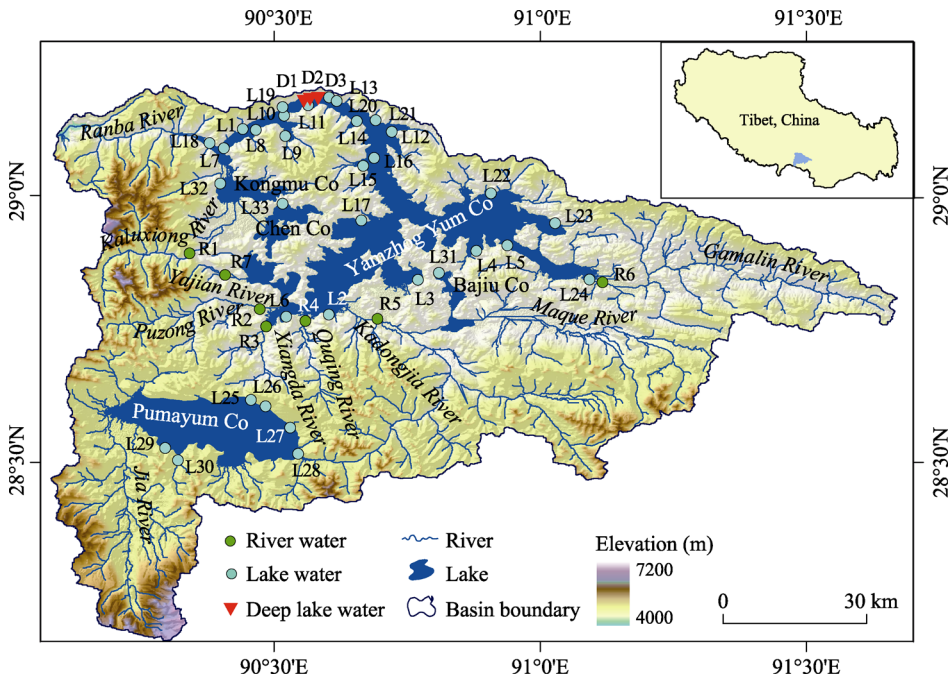 90°30′E
91°0′E
91°30′E
D1
D2
D3
L19
L13
L10
L20
L21
Ranba River
L1
L11
L18
L8
L14
L12
L7
L9
L16
Tibet, China
L15
L32
Kongmu Co
L22
29°0′N
29°0′N
L33
L17
Chen Co
L23
Yamzhog Yum Co
Kaluxiong River
R1
R7
L31
L4
L5
Gamalin River
Yajian River
L3
Bajiu Co
L24
R6
L6
R4
L2
R5
Puzong River
R2
Maque River
R3
Xiangda River
Quqing River
Kadongjia River
L26
L25
Pumayum Co
L27
L29
28°30′N
28°30′N
L30
L28
Jia River
River water
River
Elevation (m)
Lake water
Lake
7200
0
30 km
Deep lake water
Basin boundary
4000
90°30′E
91°0′E
91°30′E